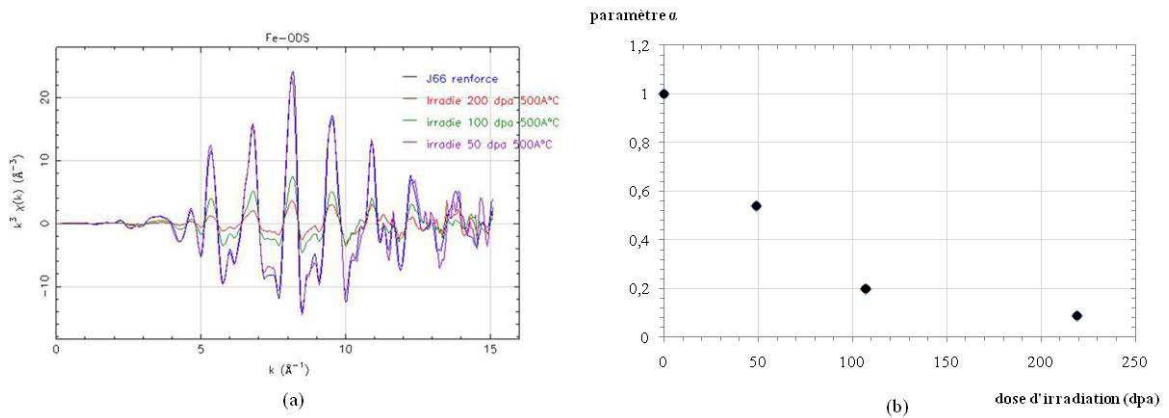 Fe-ODS
J66 renforce
Irradie 200 dpa 500A°C
irradie 100 dpa 500A°C
irradie 50 dpa 500A°C
k³ χ(k) (Å⁻³)
20
10
0
-10
0
5
10
15
k (Å⁻¹)
(a)
paramètre α
1,2
1
0,8
0,6
0,4
0,2
0
0
50
100
150
200
250
dose d'irradiation (dpa)
(b)